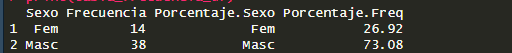 Sexo Frecuencia Porcentaje.Sexo Porcentaje.Freq
1 Fem 14 Fem 26.92
2 Masc 38 Masc 73.08